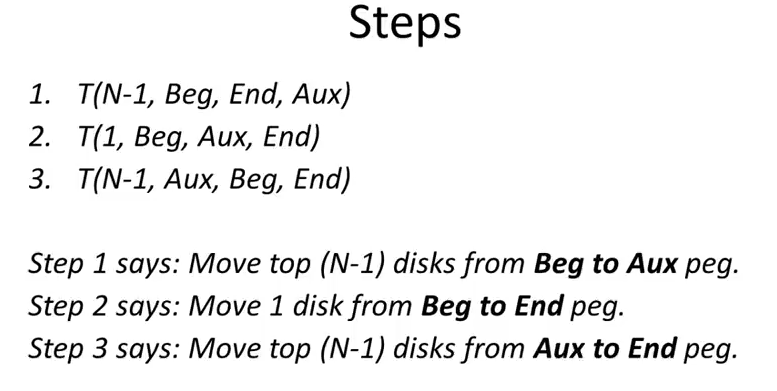 Steps
1. T(N-1, Beg, End, Aux)
2. T(1, Beg, Aux, End)
3. T(N-1, Aux, Beg, End)
Step 1 says: Move top (N-1) disks from Beg to Aux peg.
Step 2 says: Move 1 disk from Beg to End peg.
Step 3 says: Move top (N-1) disks from Aux to End peg.